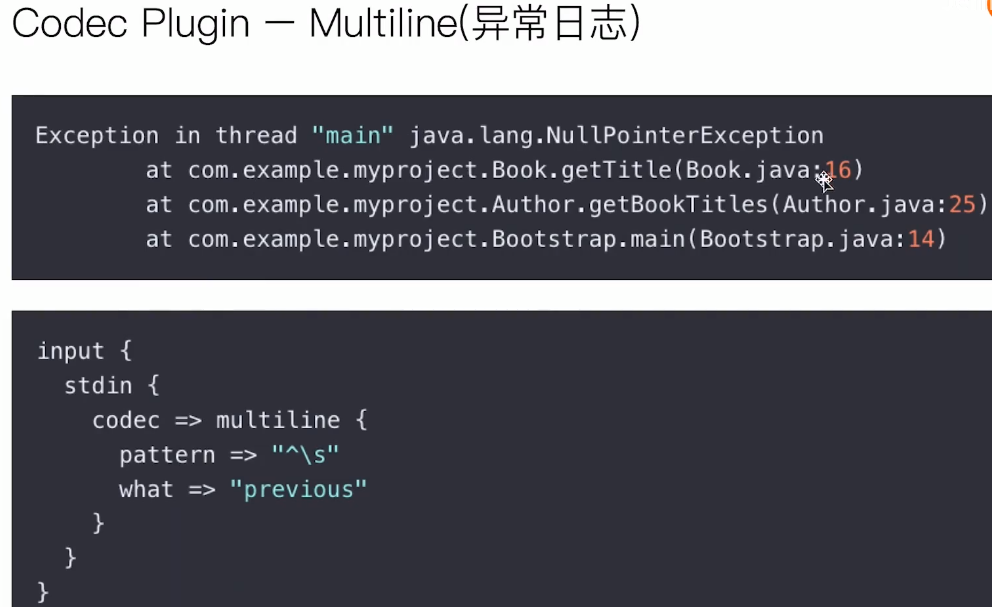 Codec Plugin — Multiline(异常日志)
Exception in thread "main" java.lang.NullPointerException
        at com.example.myproject.Book.getTitle(Book.java:16)
        at com.example.myproject.Author.getBookTitles(Author.java:25)
        at com.example.myproject.Bootstrap.main(Bootstrap.java:14)
input {
  stdin {
    codec => multiline {
      pattern => "^\s"
      what => "previous"
    }
  }
}